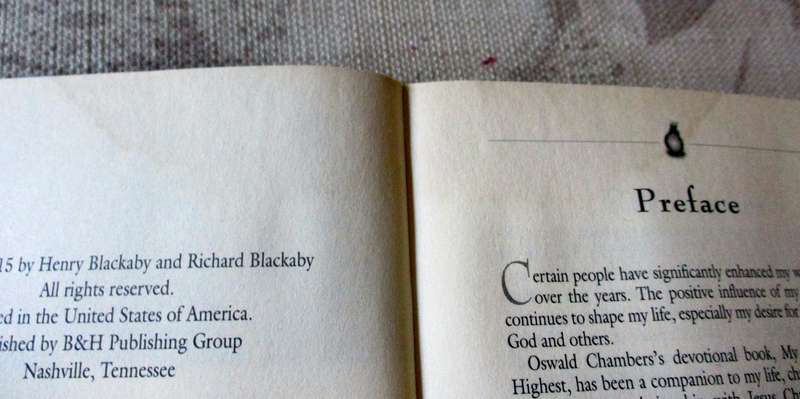 15 by Henry Blackaby and Richard Blackaby
All rights reserved.
ed in the United States of America.
ished by B&H Publishing Group
Nashville, Tennessee
Preface
Certain people have significantly enhanced my
over the years. The positive influence of my
continues to shape my life, especially my desire for
God and others.
Oswald Chambers's devotional book, My
Highest, has been a companion to my life,
with Jesus